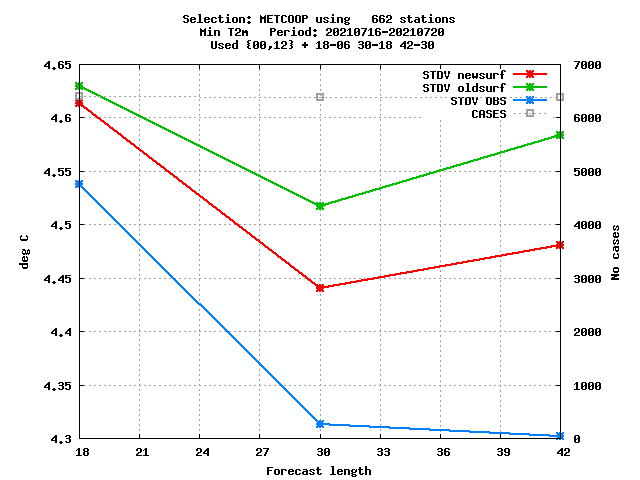 Selection: METCOOP using   662 stations
Min T2m   Period: 20210716-20210720
Used {00,12} + 18-06 30-18 42-30
STDV newsurf
STDV oldsurf
STDV OBS
CASES
4.65
4.6
4.55
4.5
4.45
4.4
4.35
4.3
deg C
7000
6000
5000
4000
3000
2000
1000
0
No cases
18 21 24 27 30 33 36 39 42
Forecast length